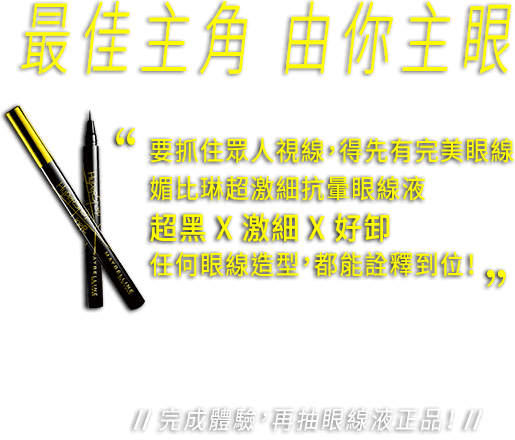 最佳主角 由你主眼
“ 要抓住眾人視線，得先有完美眼線
媚比琳超激細抗暈眼線液
超黑 X 激細 X 好卸
任何眼線造型，都能詮釋到位！ ”
MAYBELLINE
MAYBELLINE
// 完成體驗，再抽眼線液正品！ //